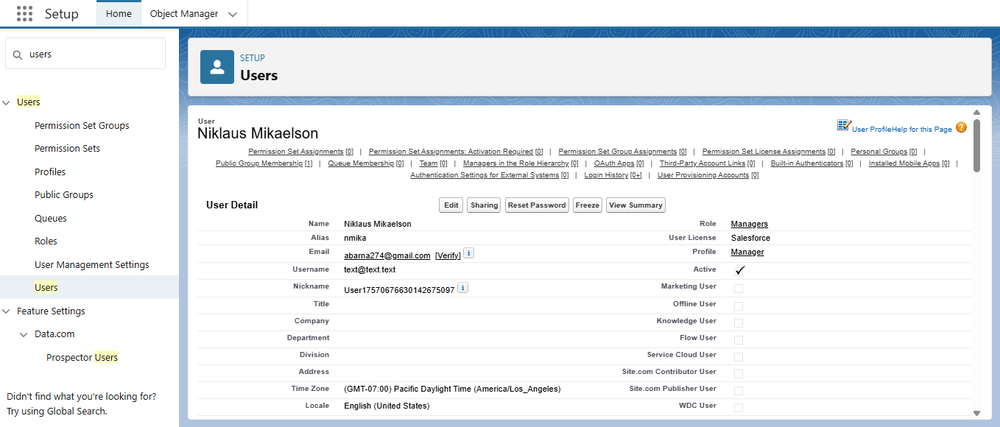 Setup Home Object Manager
users
Users
Permission Set Groups
Permission Sets
Profiles
Public Groups
Queues
Roles
User Management Settings
Users
Feature Settings
Data.com
Prospector Users
Didn't find what you're looking for?
Try using Global Search.
SETUP
Users
User
Niklaus Mikaelson
User Profile Help for this Page ?
Permission Set Assignments [0] | Permission Set Assignments: Activation Required [0] | Permission Set Group Assignments [0] | Permission Set License Assignments [0] | Personal Groups [0] |
Public Group Membership [1] | Queue Membership [0] | Team [0] | Managers in the Role Hierarchy [0] | OAuth Apps [0] | Third-Party Account Links [0] | Built-in Authenticators [0] | Installed Mobile Apps [0] |
Authentication Settings for External Systems [0] | Login History [0+] | User Provisioning Accounts [0]
User Detail Edit Sharing Reset Password Freeze View Summary
Name Niklaus Mikaelson Role Managers
Alias nmika User License Salesforce
Email abarna274@gmail.com [Verify] i Profile Manager
Username text@text.text Active
Nickname User17570676630142675097 i Marketing User
Title Offline User
Company Knowledge User
Department Flow User
Division Service Cloud User
Address Site.com Contributor User
Time Zone (GMT-07:00) Pacific Daylight Time (America/Los_Angeles) Site.com Publisher User
Locale English (United States) WDC User